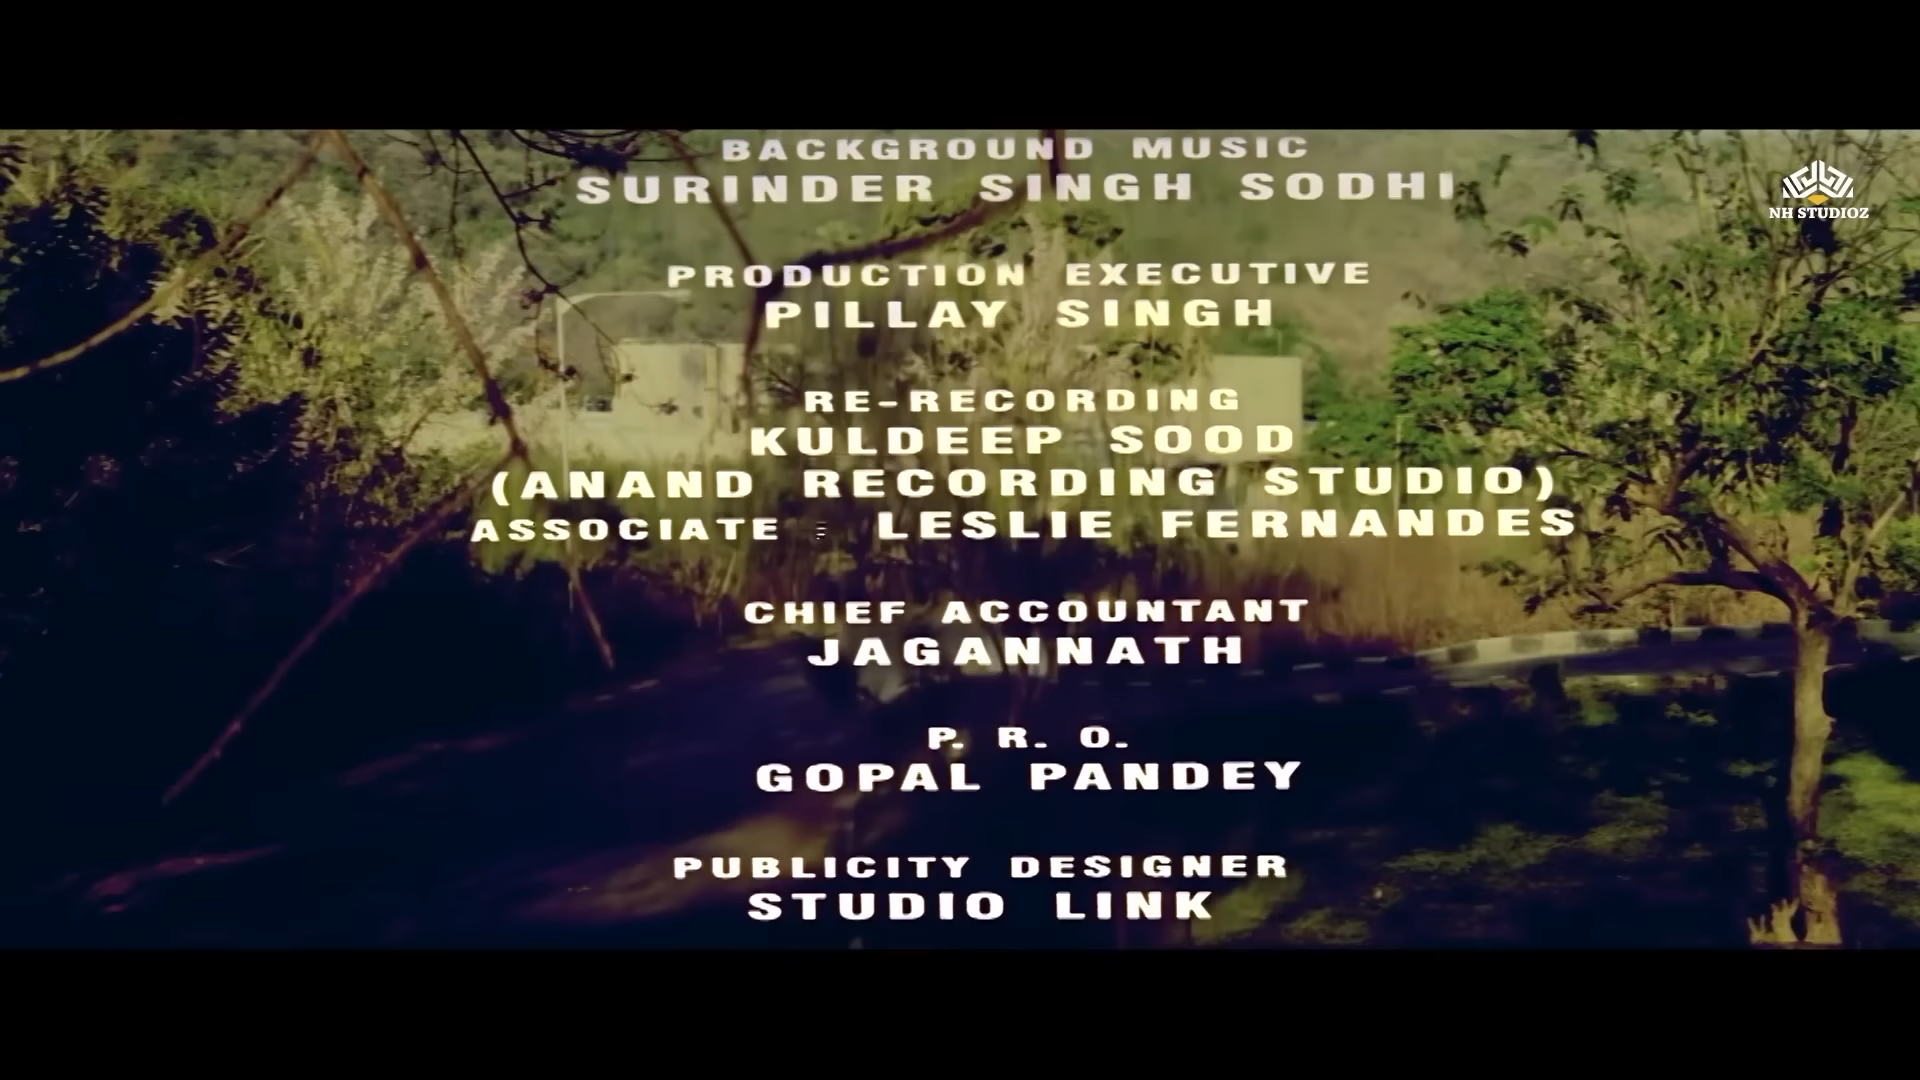 BACKGROUND MUSIC
SURINDER SINGH SODHI
NH STUDIOZ
PRODUCTION EXECUTIVE
PILLAY SINGH
RE-RECORDING
KULDEEP SOOD
(ANAND RECORDING STUDIO)
ASSOCIATE : LESLIE FERNANDES
CHIEF ACCOUNTANT
JAGANNATH
P. R. O.
GOPAL PANDEY
PUBLICITY DESIGNER
STUDIO LINK